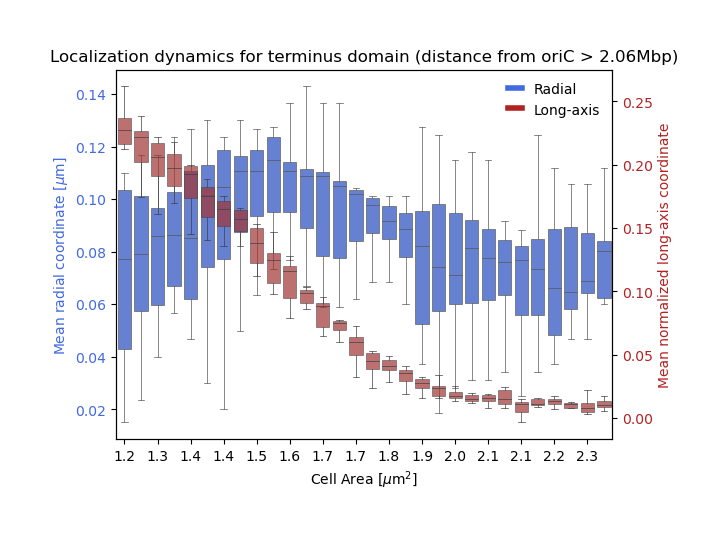 Localization dynamics for terminus domain (distance from oriC > 2.06Mbp)
Radial
Long-axis
0.14
0.12
0.10
0.08
0.06
0.04
0.02
Mean radial coordinate [μm]
0.25
0.20
0.15
0.10
0.05
0.00
Mean normalized long-axis coordinate
1.2 1.3 1.4 1.4 1.5 1.6 1.7 1.7 1.8 1.9 2.0 2.1 2.1 2.2 2.3
Cell Area [μm²]